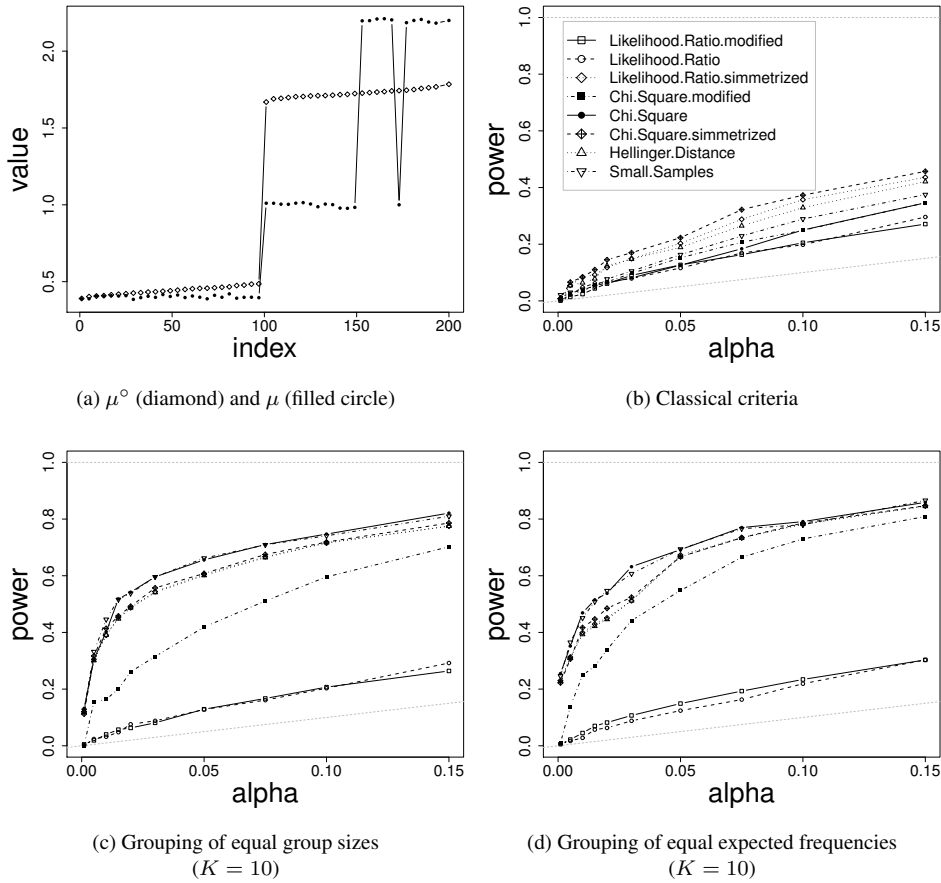 2.0
1.5
1.0
0.5
value
0
50
100
150
200
index
(a) μ° (diamond) and μ (filled circle)
1.0
0.8
0.6
0.4
0.2
0.0
power
Likelihood.Ratio.modified
Likelihood.Ratio
Likelihood.Ratio.simmetrized
Chi.Square.modified
Chi.Square
Chi.Square.simmetrized
Hellinger.Distance
Small.Samples
0.00
0.05
0.10
0.15
alpha
(b) Classical criteria
1.0
0.8
0.6
0.4
0.2
0.0
power
0.00
0.05
0.10
0.15
alpha
(c) Grouping of equal group sizes
(K = 10)
1.0
0.8
0.6
0.4
0.2
0.0
power
0.00
0.05
0.10
0.15
alpha
(d) Grouping of equal expected frequencies
(K = 10)